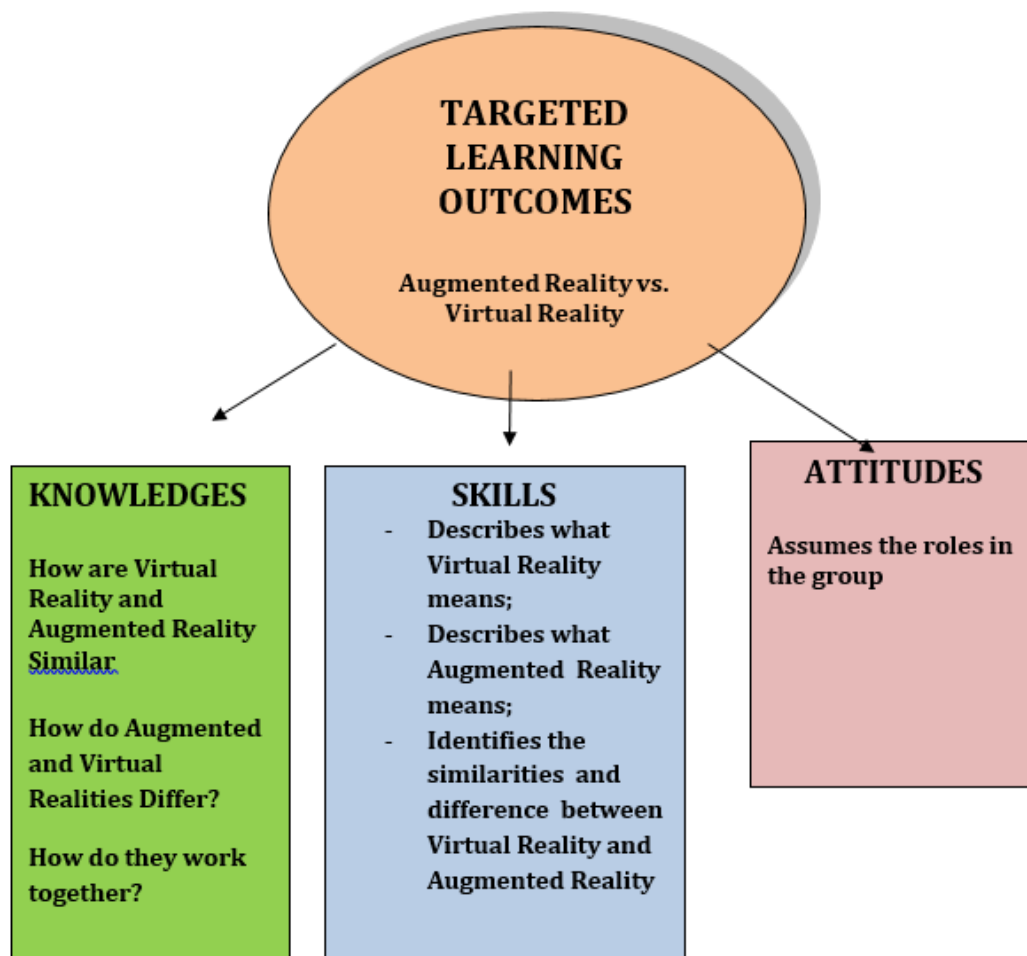 TARGETED
LEARNING
OUTCOMES
Augmented Reality vs.
Virtual Reality
KNOWLEDGES
How are Virtual
Reality and
Augmented Reality
Similar
How do Augmented
and Virtual
Realities Differ?
How do they work
together?
SKILLS
- Describes what
Virtual Reality
means;
- Describes what
Augmented Reality
means;
- Identifies the
similarities and
difference between
Virtual Reality and
Augmented Reality
ATTITUDES
Assumes the roles in
the group